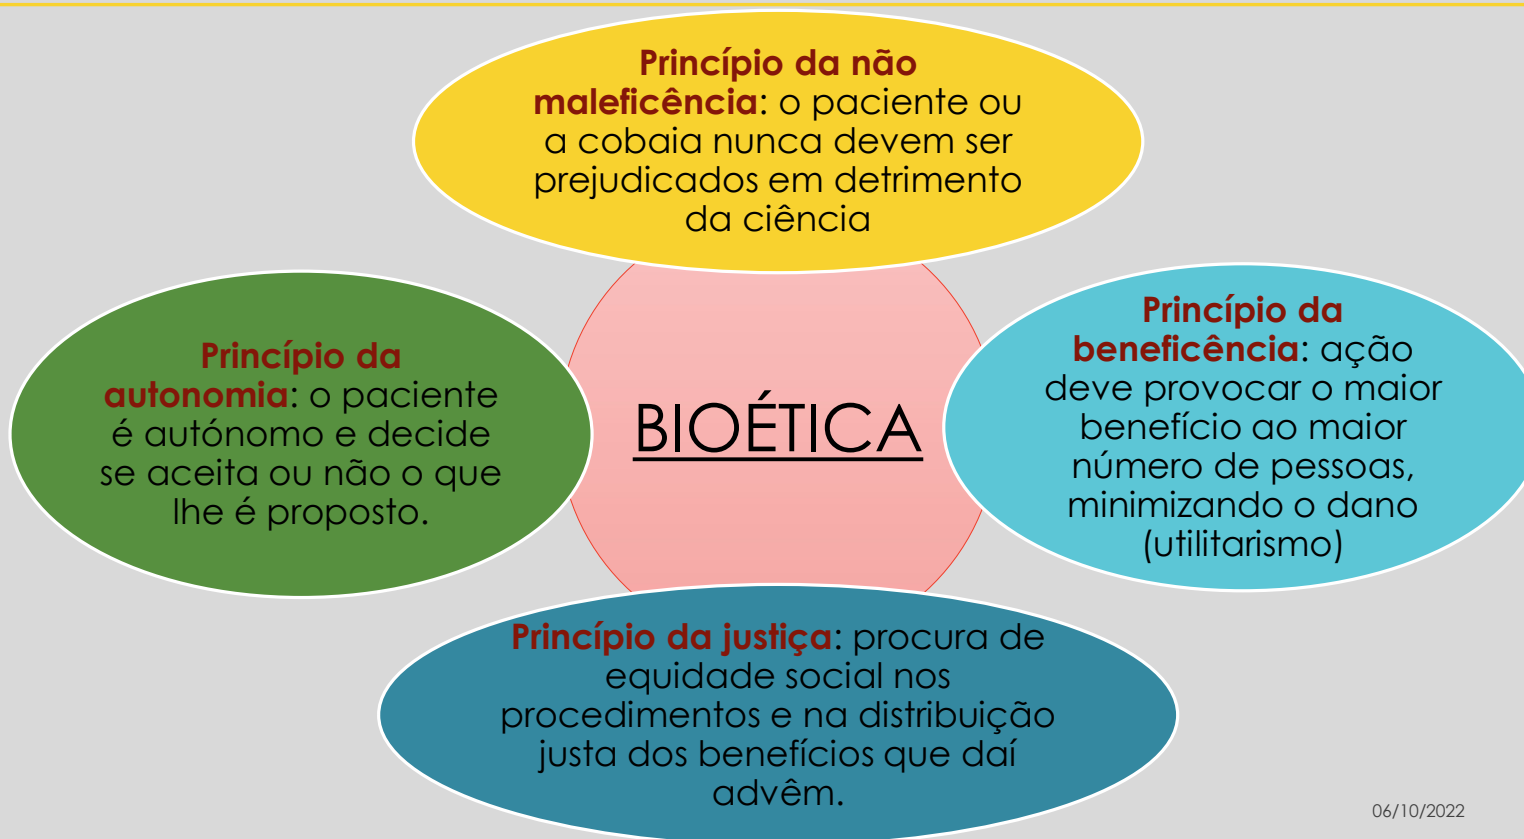 Princípio da não
maleficência: o paciente ou
a cobaia nunca devem ser
prejudicados em detrimento
da ciência
Princípio da
autonomia: o paciente
é autónomo e decide
se aceita ou não o que
lhe é proposto.
BIOÉTICA
Princípio da
beneficência: ação
deve provocar o maior
benefício ao maior
número de pessoas,
minimizando o dano
(utilitarismo)
Princípio da justiça: procura de
equidade social nos
procedimentos e na distribuição
justa dos benefícios que daí
advêm.
06/10/2022